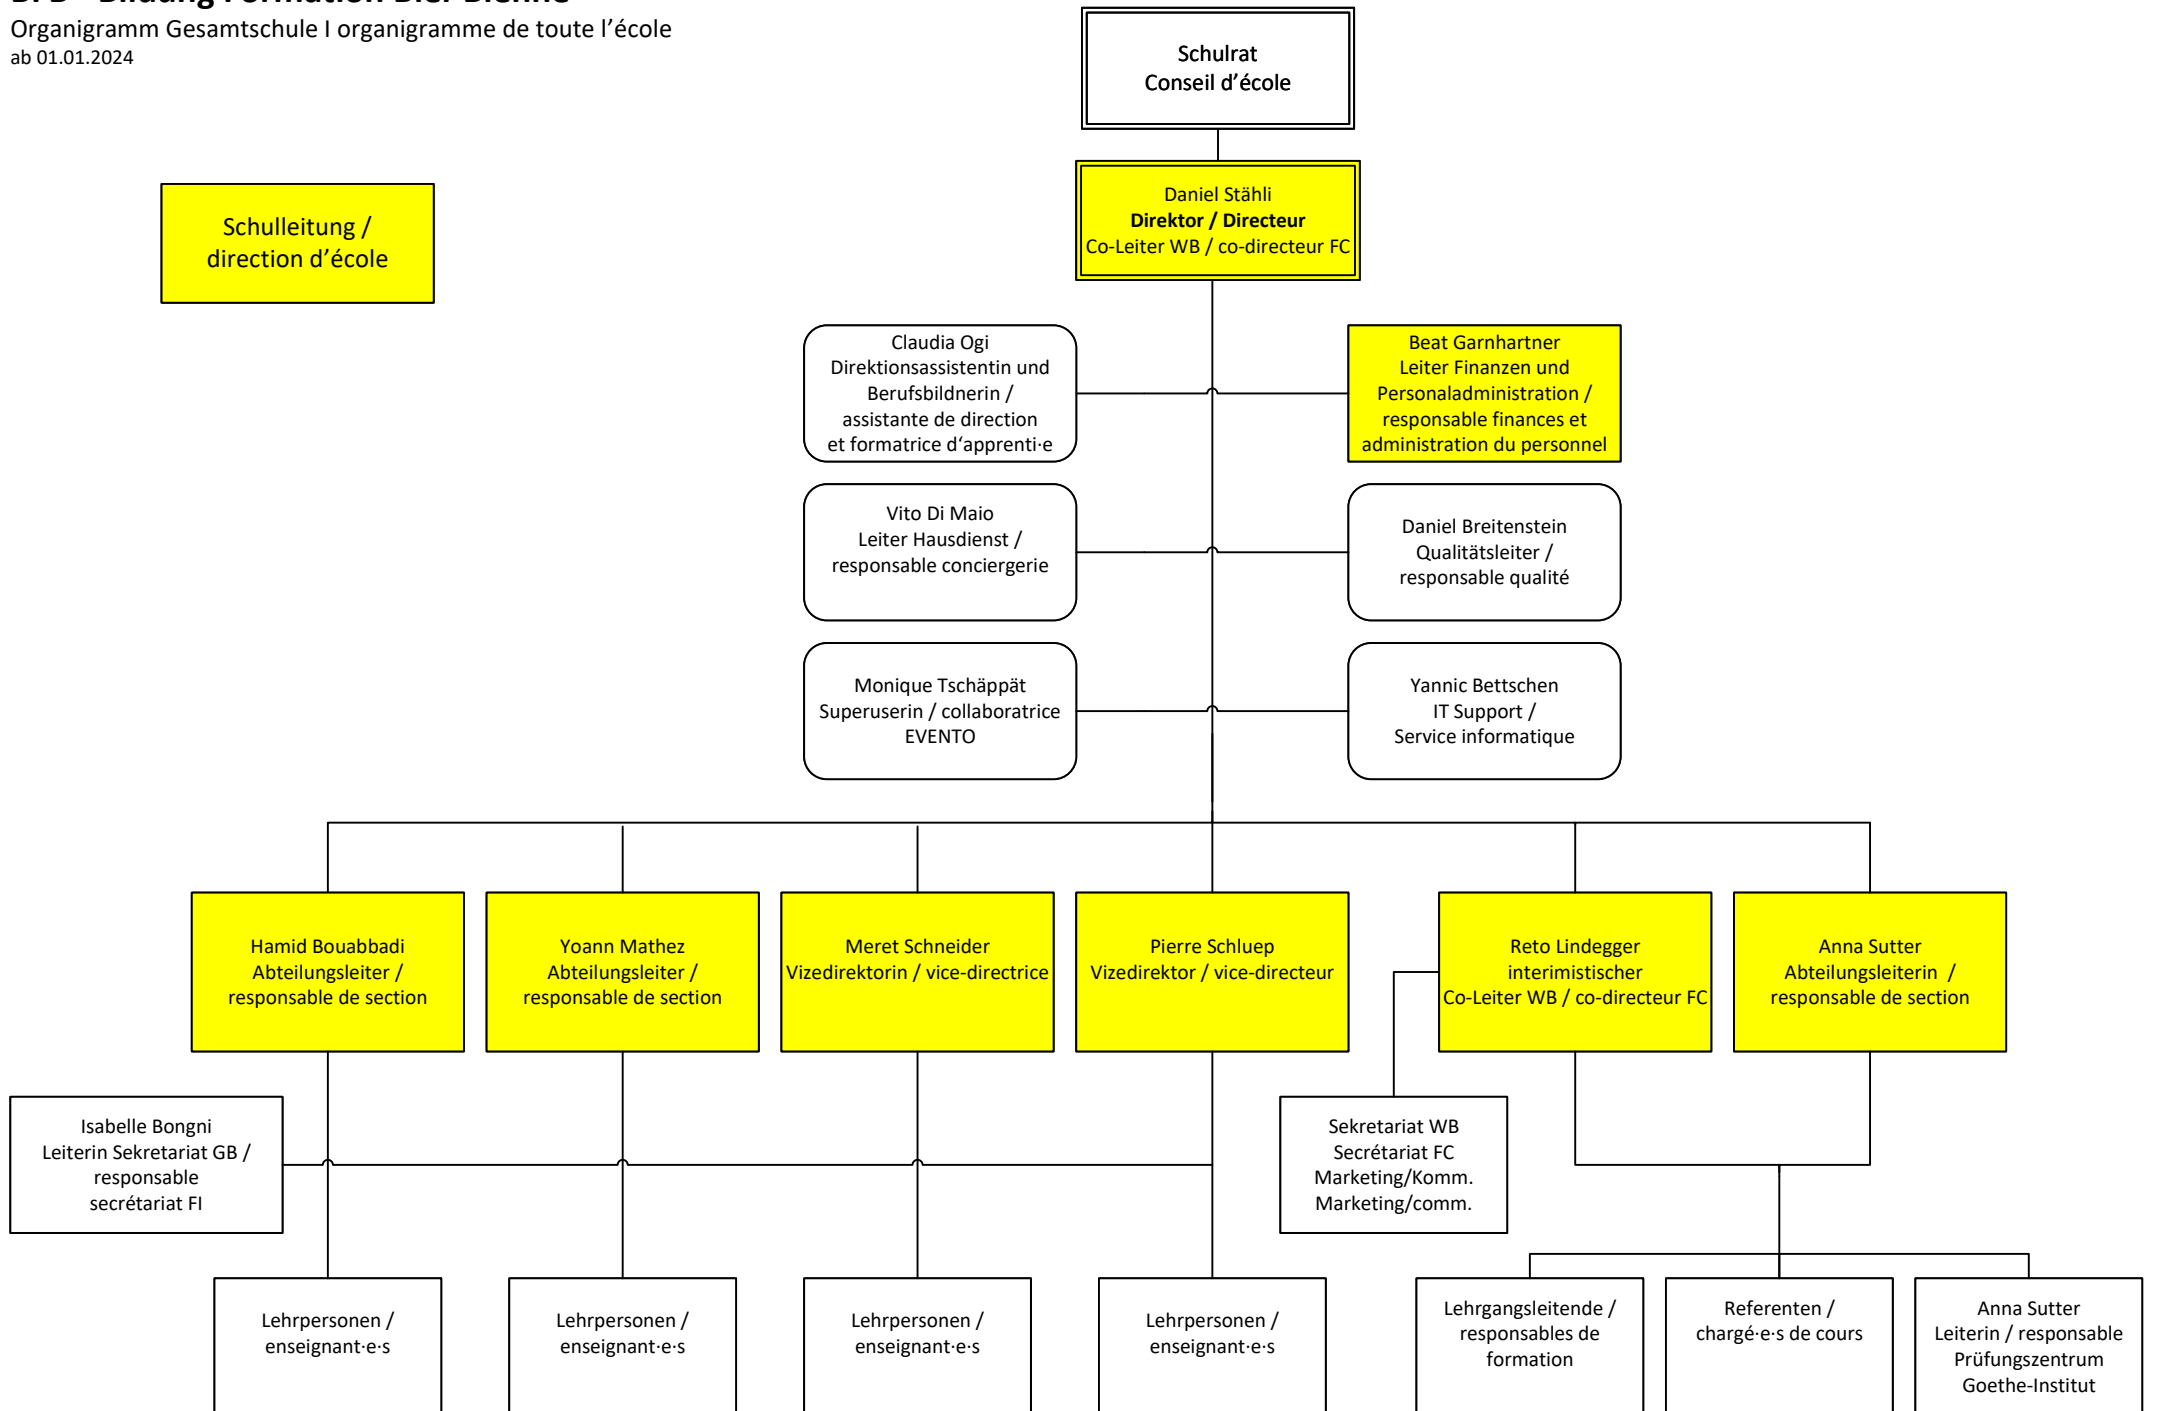 BFB - Bildung Formation Biel-Bienne
Organigramm Gesamtschule I organigramme de toute l’école
ab 01.01.2024
Schulrat
Conseil d’école
Schulleitung /
direction d’école
Daniel Stähli
Direktor / Directeur
Co-Leiter WB / co-directeur FC
Claudia Ogi
Direktionsassistentin und
Berufsbildnerin /
assistante de direction
et formatrice d‘apprenti·e
Beat Garnhartner
Leiter Finanzen und
Personaladministration /
responsable finances et
administration du personnel
Vito Di Maio
Leiter Hausdienst /
responsable conciergerie
Daniel Breitenstein
Qualitätsleiter /
responsable qualité
Monique Tschäppät
Superuserin / collaboratrice
EVENTO
Yannic Bettschen
IT Support /
Service informatique
Hamid Bouabbadi
Abteilungsleiter /
responsable de section
Yoann Mathez
Abteilungsleiter /
responsable de section
Meret Schneider
Vizedirektorin / vice-directrice
Pierre Schluep
Vizedirektor / vice-directeur
Reto Lindegger
interimistischer
Co-Leiter WB / co-directeur FC
Anna Sutter
Abteilungsleiterin /
responsable de section
Isabelle Bongni
Leiterin Sekretariat GB /
responsable
secrétariat FI
Sekretariat WB
Secrétariat FC
Marketing/Komm.
Marketing/comm.
Lehrpersonen /
enseignant·e·s
Lehrpersonen /
enseignant·e·s
Lehrpersonen /
enseignant·e·s
Lehrpersonen /
enseignant·e·s
Lehrgangsleitende /
responsables de
formation
Referenten /
chargé·e·s de cours
Anna Sutter
Leiterin / responsable
Prüfungszentrum
Goethe-Institut